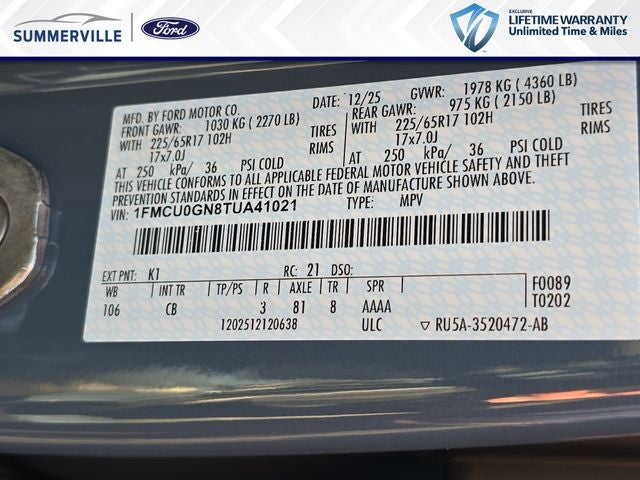 SUMMERVILLE
Ford
EXCLUSIVE
LIFETIME WARRANTY
Unlimited Time & Miles
MFD. BY FORD MOTOR CO.
DATE: 12/25 GVWR: 1978 KG (4360 LB)
FRONT GAWR: 1030 KG (2270 LB) REAR GAWR: 975 KG (2150 LB)
WITH 225/65R17 102H TIRES WITH 225/65R17 102H TIRES
17x7.0J RIMS 17x7.0J RIMS
AT 250 kPa/ 36 PSI COLD AT 250 kPa/ 36 PSI COLD
THIS VEHICLE CONFORMS TO ALL APPLICABLE FEDERAL MOTOR VEHICLE SAFETY AND THEFT
PREVENTION STANDARDS IN EFFECT ON THE DATE OF MANUFACTURE SHOWN ABOVE.
VIN: 1FMCU0GN8TUA41021 TYPE: MPV
EXT PNT: K1 RC: 21 DSO:
WB INT TR TP/PS R AXLE TR SPR F0089
106 CB 3 81 8 AAAA T0202
1202512120638 ULC ▽ RU5A-3520472-AB